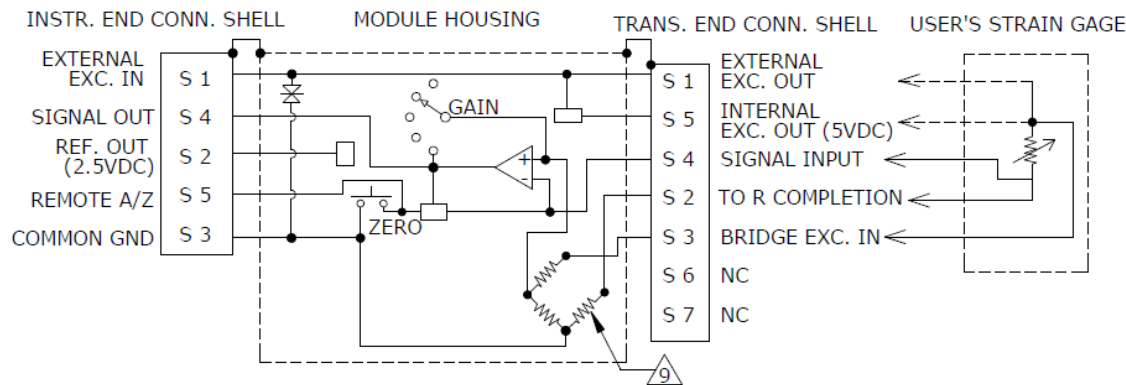 INSTR. END CONN. SHELL
MODULE HOUSING
TRANS. END CONN. SHELL
USER'S STRAIN GAGE
EXTERNAL
EXC. IN
S 1
SIGNAL OUT
S 4
REF. OUT
(2.5VDC)
S 2
REMOTE A/Z
S 5
COMMON GND
S 3
GAIN
+
-
ZERO
S 1
EXTERNAL
EXC. OUT
S 5
INTERNAL
EXC. OUT (5VDC)
S 4
SIGNAL INPUT
S 2
TO R COMPLETION
S 3
BRIDGE EXC. IN
S 6
NC
S 7
NC
9